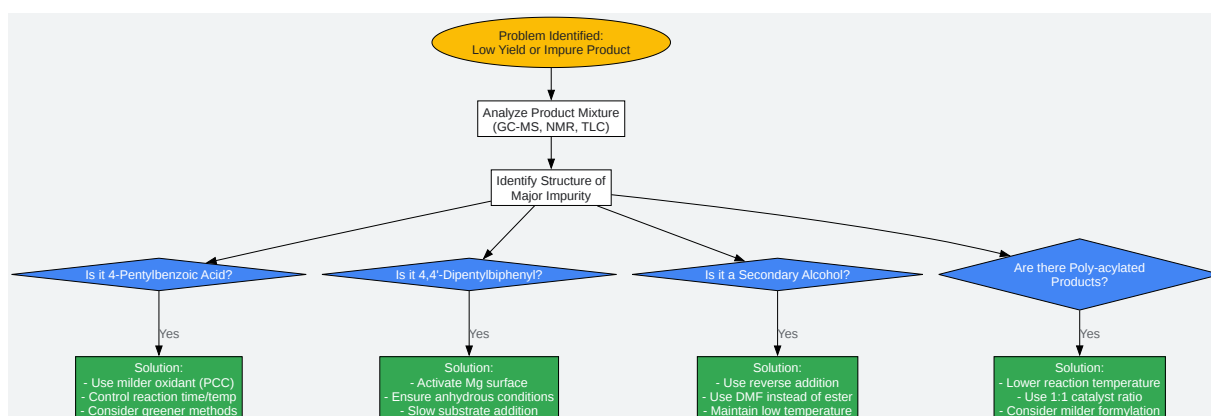 Problem Identified:
Low Yield or Impure Product
Analyze Product Mixture
(GC-MS, NMR, TLC)
Identify Structure of
Major Impurity
Is it 4-Pentylbenzoic Acid?
Is it 4,4'-Dipentylbiphenyl?
Is it a Secondary Alcohol?
Are there Poly-acylated
Products?
Yes
Yes
Yes
Yes
Solution:
- Use milder oxidant (PCC)
- Control reaction time/temp
- Consider greener methods
Solution:
- Activate Mg surface
- Ensure anhydrous conditions
- Slow substrate addition
Solution:
- Use reverse addition
- Use DMF instead of ester
- Maintain low temperature
Solution:
- Lower reaction temperature
- Use 1:1 catalyst ratio
- Consider milder formylation